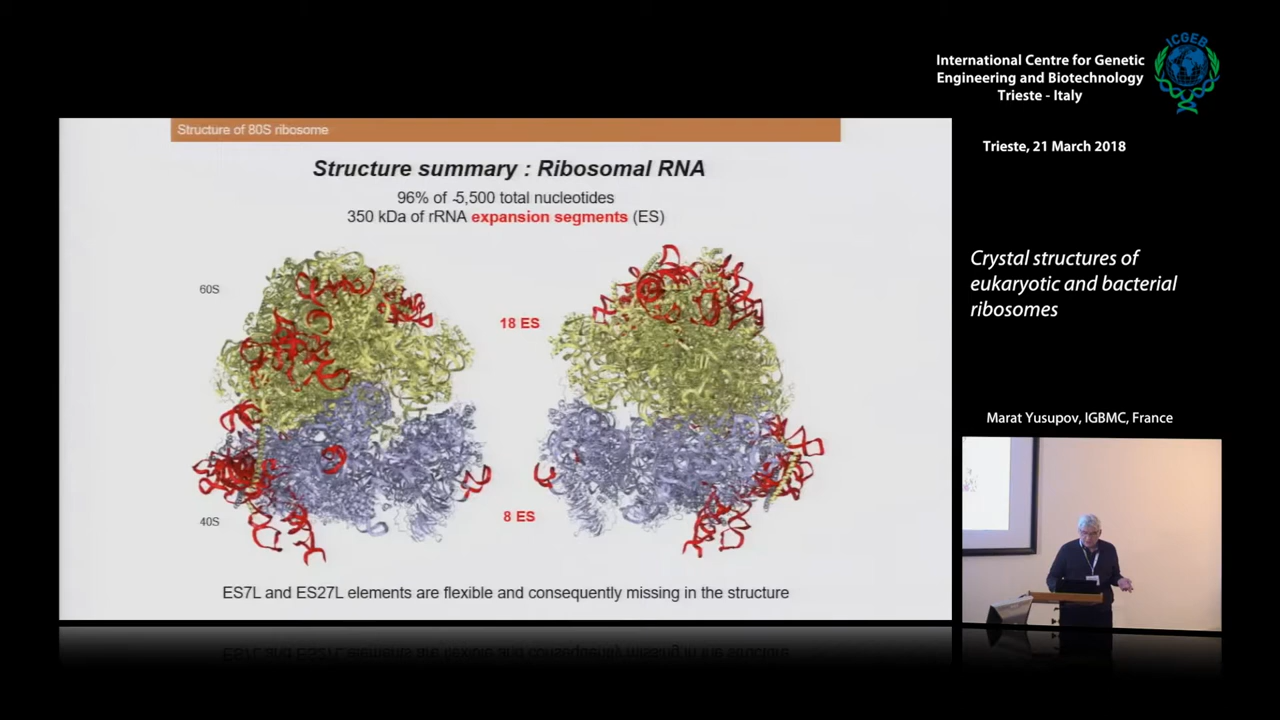 ICGEB
International Centre for Genetic
Engineering and Biotechnology
Trieste - Italy
Trieste, 21 March 2018
Structure of 80S ribosome
Structure summary : Ribosomal RNA
96% of -5,500 total nucleotides
350 kDa of rRNA expansion segments (ES)
60S
18 ES
40S
8 ES
ES7L and ES27L elements are flexible and consequently missing in the structure
Crystal structures of
eukaryotic and bacterial
ribosomes
Marat Yusupov, IGBMC, France